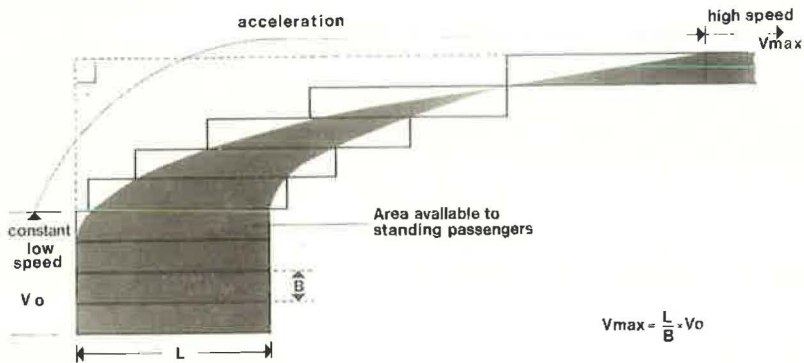 acceleration
high speed
Vmax
constant
low
speed
Vo
Area available to
standing passengers
B
L
Vmax = L/B · Vo